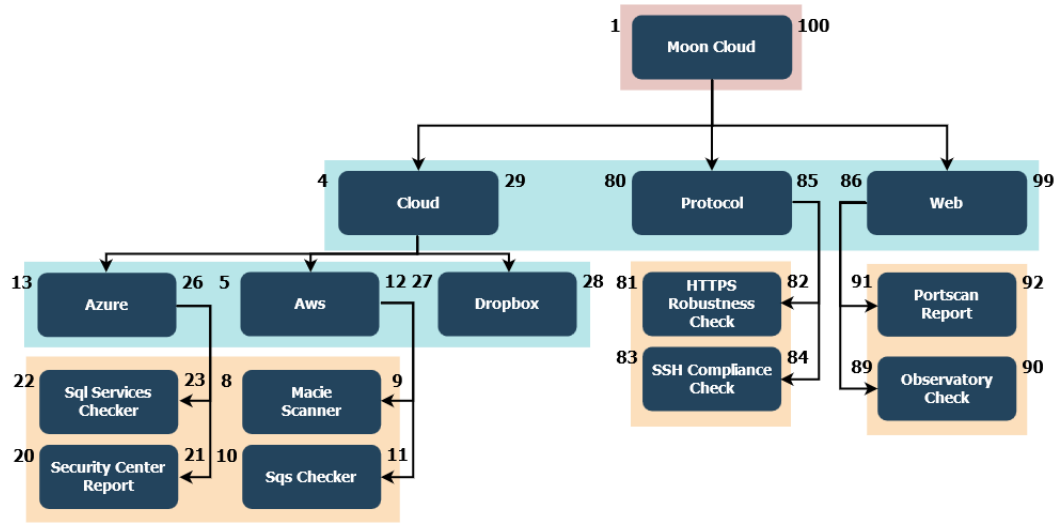 1 Moon Cloud 100
4 Cloud 29 80 Protocol 85 86 Web 99
13 Azure 26 5 Aws 12 27 Dropbox 28
81 HTTPS
Robustness
Check 82
91 Portscan
Report 92
22 Sql Services
Checker 23
8 Macie
Scanner 9
83 SSH Compliance
Check 84
89 Observatory
Check 90
20 Security Center
Report 21
10 Sqs Checker 11